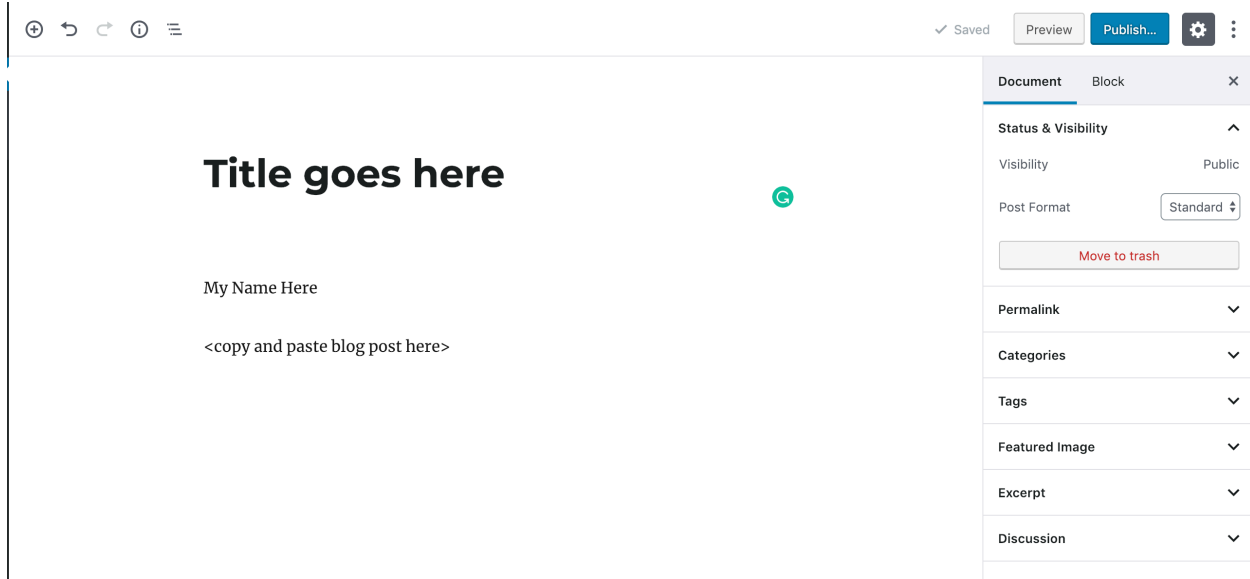 Saved Preview Publish...
Document Block
Status & Visibility
Visibility Public
Post Format Standard
Move to trash
Permalink
Categories
Tags
Featured Image
Excerpt
Discussion
Title goes here
My Name Here
<copy and paste blog post here>